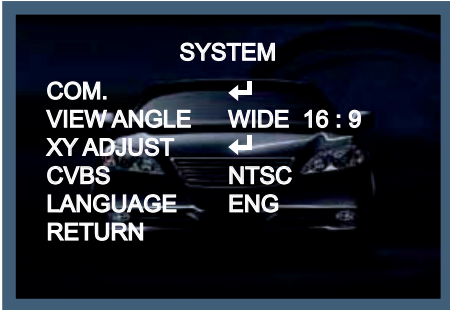 SYSTEM
COM. ↵
VIEW ANGLE WIDE 16 : 9
XY ADJUST ↵
CVBS NTSC
LANGUAGE ENG
RETURN